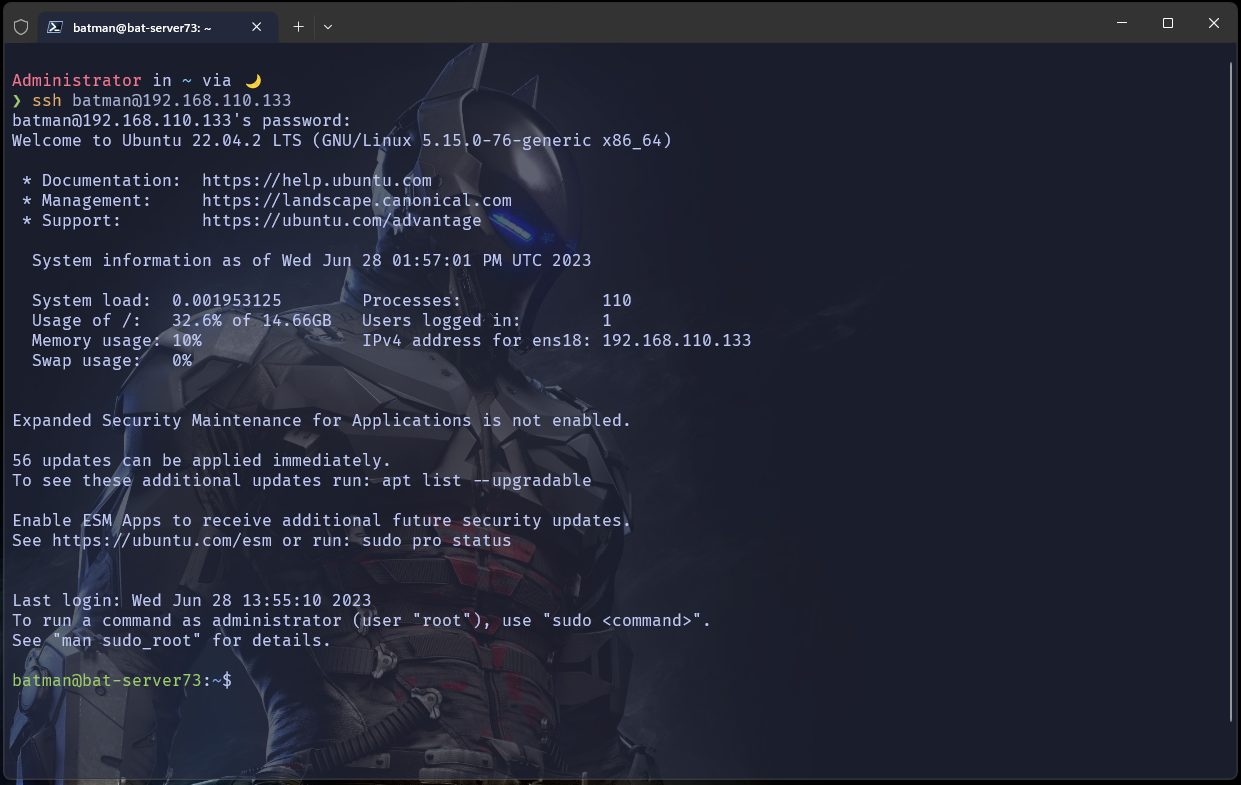 batman@bat-server73: ~
Administrator in ~ via 🌙
❯ ssh batman@192.168.110.133
batman@192.168.110.133's password:
Welcome to Ubuntu 22.04.2 LTS (GNU/Linux 5.15.0-76-generic x86_64)
* Documentation:  https://help.ubuntu.com
* Management:     https://landscape.canonical.com
* Support:        https://ubuntu.com/advantage
System information as of Wed Jun 28 01:57:01 PM UTC 2023
System load:  0.001953125        Processes:              110
Usage of /:   32.6% of 14.66GB   Users logged in:        1
Memory usage: 10%                IPv4 address for ens18: 192.168.110.133
Swap usage:   0%
Expanded Security Maintenance for Applications is not enabled.
56 updates can be applied immediately.
To see these additional updates run: apt list --upgradable
Enable ESM Apps to receive additional future security updates.
See https://ubuntu.com/esm or run: sudo pro status
Last login: Wed Jun 28 13:55:10 2023
To run a command as administrator (user "root"), use "sudo <command>".
See "man sudo_root" for details.
batman@bat-server73:~$